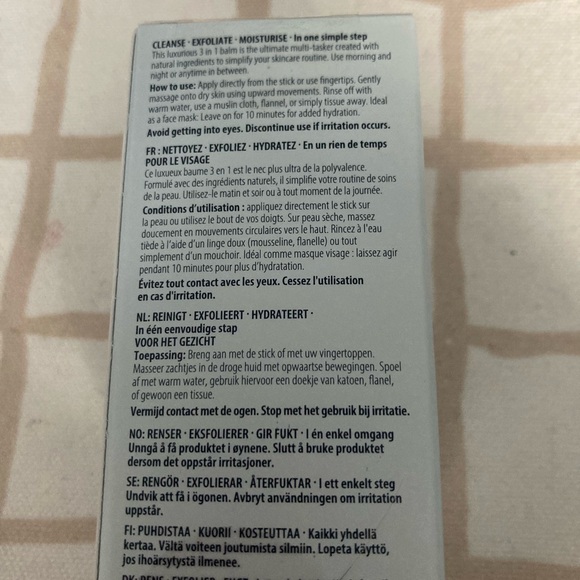 CLEANSE · EXFOLIATE · MOISTURISE · In one simple step
This luxurious 3 in 1 balm is the ultimate multi-tasker created with
natural ingredients to simplify your skincare routine. Use morning and
night or anytime in between.
How to use: Apply directly from the stick or use fingertips. Gently
massage onto dry skin using upward movements. Rinse off with
warm water, use a muslin cloth, flannel, or simply tissue away. Ideal
as a face mask: Leave on for 10 minutes for added hydration.
Avoid getting into eyes. Discontinue use if irritation occurs.
FR : NETTOYEZ · EXFOLIEZ · HYDRATEZ · En un rien de temps
POUR LE VISAGE
Ce luxueux baume 3 en 1 est le nec plus ultra de la polyvalence.
Formulé avec des ingrédients naturels, il simplifie votre routine de soins
de la peau. Utilisez-le matin et soir ou à tout moment de la journée.
Conditions d'utilisation : appliquez directement le stick sur
la peau ou utilisez le bout de vos doigts. Sur peau sèche, massez
doucement en mouvements circulaires vers le haut. Rincez à l'eau
tiède à l'aide d'un linge doux (mousseline, flanelle) ou tout
simplement d'un mouchoir. Idéal comme masque visage : laissez agir
pendant 10 minutes pour plus d'hydratation.
Évitez tout contact avec les yeux. Cessez l'utilisation
en cas d'irritation.
NL: REINIGT · EXFOLIEERT · HYDRATEERT ·
In één eenvoudige stap
VOOR HET GEZICHT
Toepassing: Breng aan met de stick of met uw vingertoppen.
Masseer zachtjes in de droge huid met opwaartse bewegingen. Spoel
af met warm water, gebruik hiervoor een doekje van katoen, flanel,
of gewoon een tissue.
Vermijd contact met de ogen. Stop met het gebruik bij irritatie.
NO: RENSER · EKSFOLIERER · GIR FUKT · I én enkel omgang
Unngå å få produktet i øynene. Slutt å bruke produktet
dersom det oppstår irritasjoner.
SE: RENGÖR · EXFOLIERAR · ÅTERFUKTAR · I ett enkelt steg
Undvik att få i ögonen. Avbryt användningen om irritation
uppstår.
FI: PUHDISTAA · KUORII · KOSTEUTTAA · Kaikki yhdellä
kertaa. Vältä voiteen joutumista silmiin. Lopeta käyttö,
jos ihoärsytystä ilmenee.